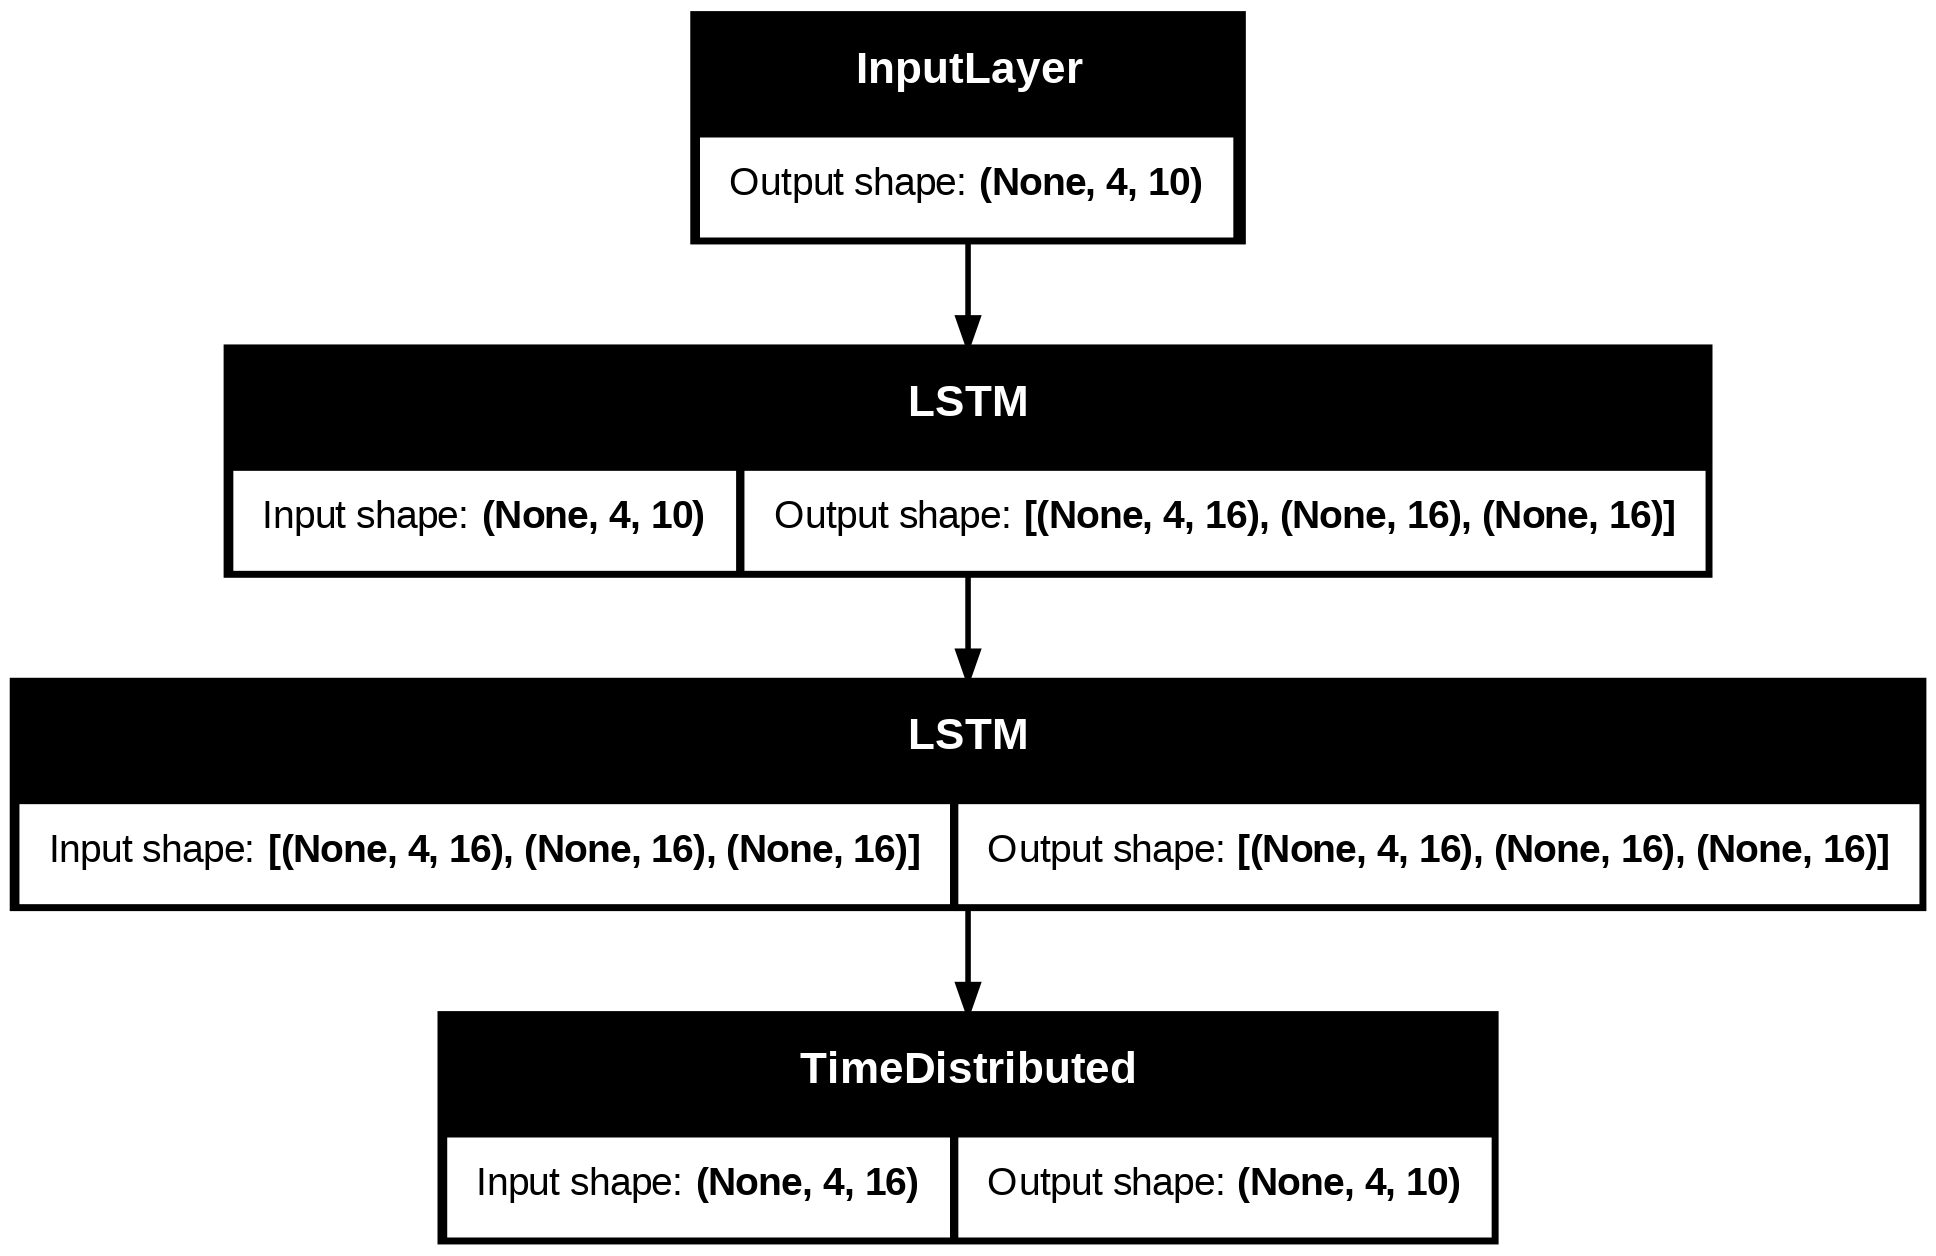 InputLayer
Output shape: (None, 4, 10)
LSTM
Input shape: (None, 4, 10)
Output shape: [(None, 4, 16), (None, 16), (None, 16)]
LSTM
Input shape: [(None, 4, 16), (None, 16), (None, 16)]
Output shape: [(None, 4, 16), (None, 16), (None, 16)]
TimeDistributed
Input shape: (None, 4, 16)
Output shape: (None, 4, 10)